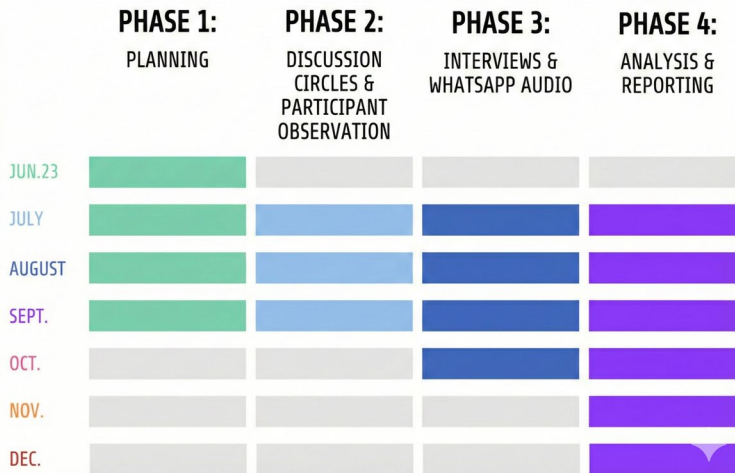 PHASE 1:
PLANNING
PHASE 2:
DISCUSSION
CIRCLES &
PARTICIPANT
OBSERVATION
PHASE 3:
INTERVIEWS &
WHATSAPP AUDIO
PHASE 4:
ANALYSIS &
REPORTING
JUN.23
JULY
AUGUST
SEPT.
OCT.
NOV.
DEC.